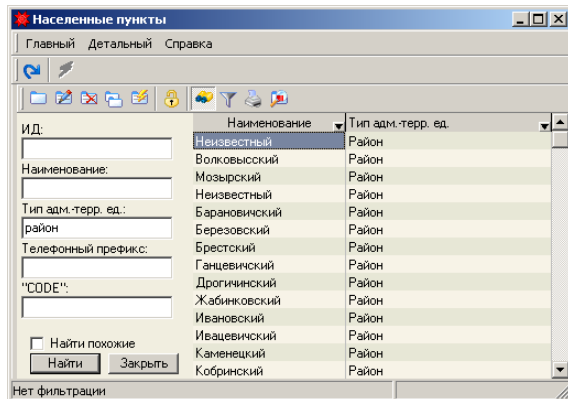 Населенные пункты
Главный Детальный Справка
Наименование Тип адм.-терр. ед.
ИД:
Наименование:
Тип адм.-терр. ед.:
район
Телефонный префикс:
"CODE":
Найти похожие
Найти Закрыть
Неизвестный Район
Волковысский Район
Мозырский Район
Неизвестный Район
Барановичский Район
Березовский Район
Брестский Район
Ганцевичский Район
Дрогичинский Район
Жабинковский Район
Ивановский Район
Ивацевичский Район
Каменецкий Район
Кобринский Район
Нет фильтрации